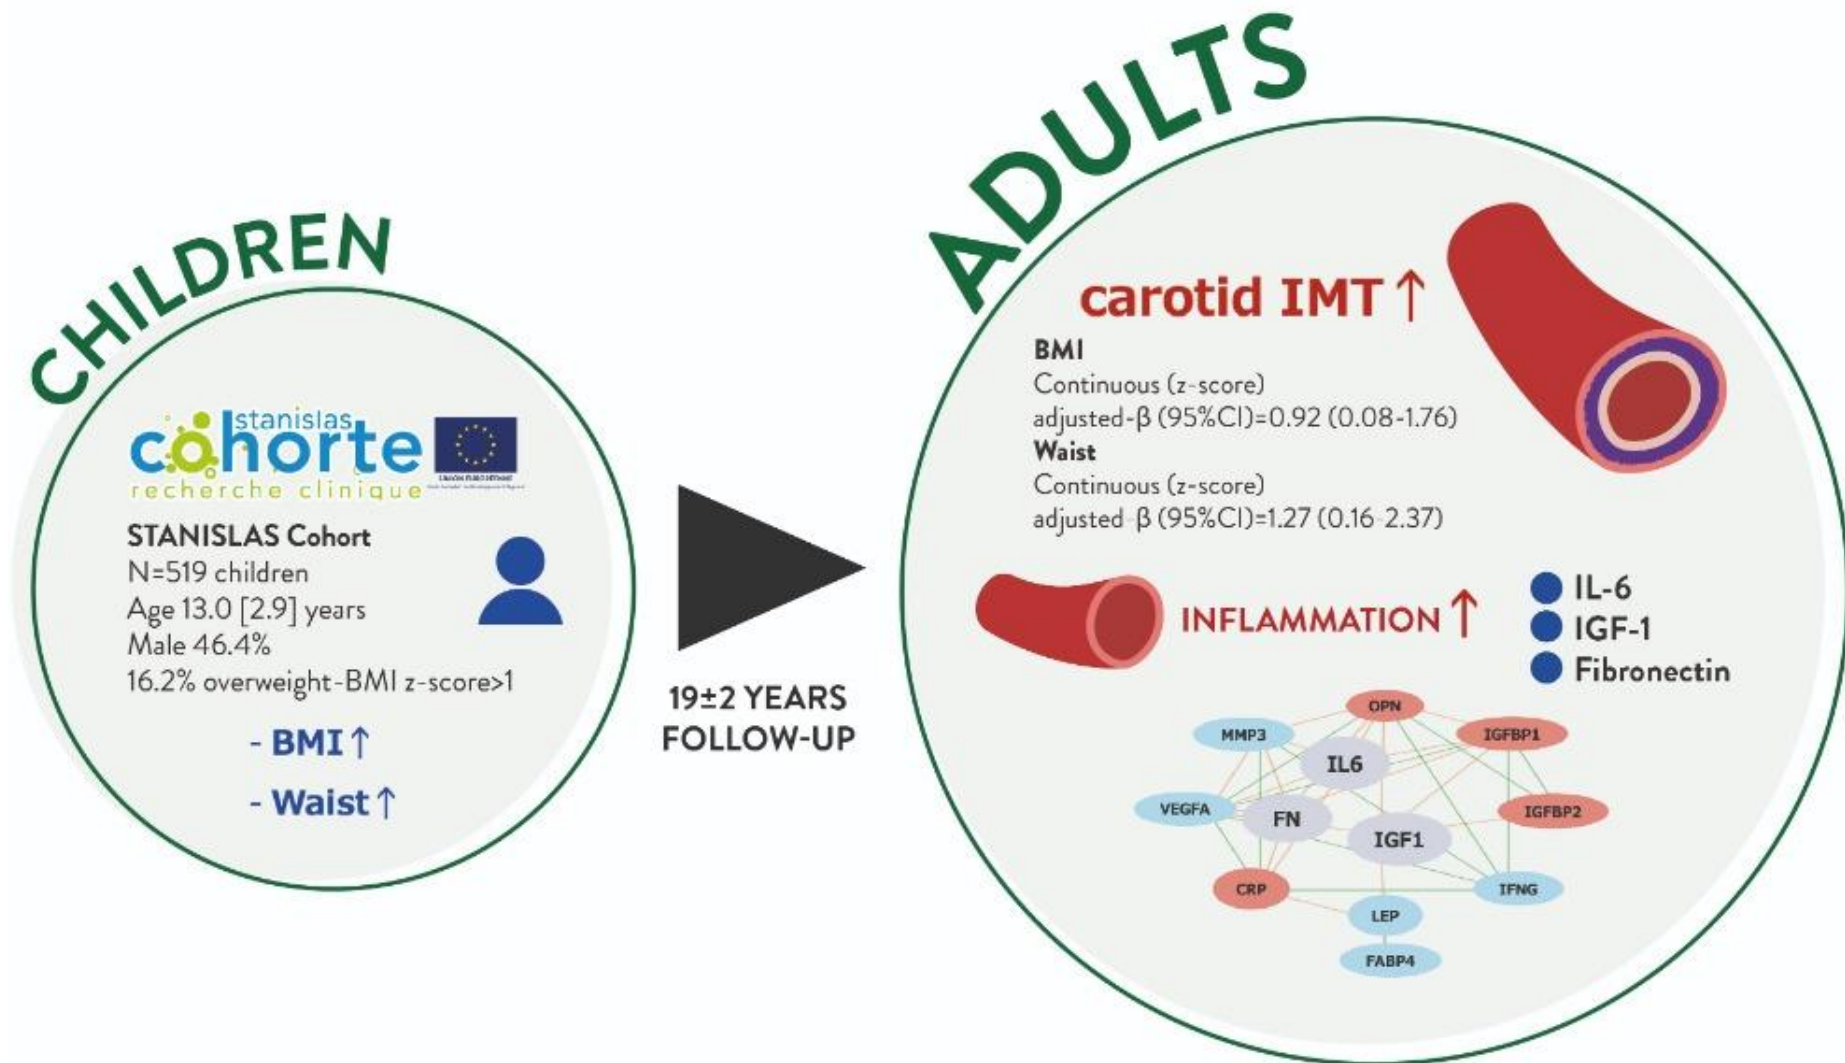 CHILDREN
stanislas
cohorte
recherche clinique
STANISLAS Cohort
N=519 children
Age 13.0 [2.9] years
Male 46.4%
16.2% overweight-BMI z-score>1
- BMI ↑
- Waist ↑
19±2 YEARS
FOLLOW-UP
ADULTS
carotid IMT ↑
BMI
Continuous (z-score)
adjusted-β (95%CI)=0.92 (0.08-1.76)
Waist
Continuous (z-score)
adjusted-β (95%CI)=1.27 (0.16-2.37)
INFLAMMATION ↑
IL-6
IGF-1
Fibronectin
OPN
MMP3
IGFBP1
IL6
VEGFA
FN
IGFBP2
IGF1
CRP
IFNG
LEP
FABP4